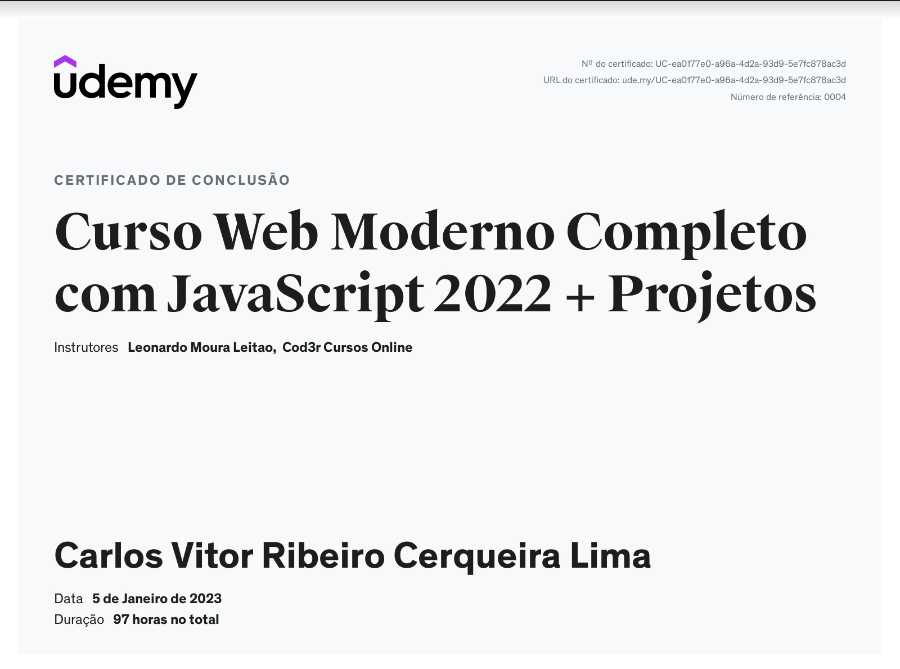 ûdemy
Nº do certificado: UC-ea0177e0-a96a-4d2a-93d9-5e7fc878ac3d
URL do certificado: ude.my/UC-ea0177e0-a96a-4d2a-93d9-5e7fc878ac3d
Número de referência: 0004
CERTIFICADO DE CONCLUSÃO
Curso Web Moderno Completo
com JavaScript 2022 + Projetos
Instrutores Leonardo Moura Leitao, Cod3r Cursos Online
Carlos Vitor Ribeiro Cerqueira Lima
Data 5 de Janeiro de 2023
Duração 97 horas no total